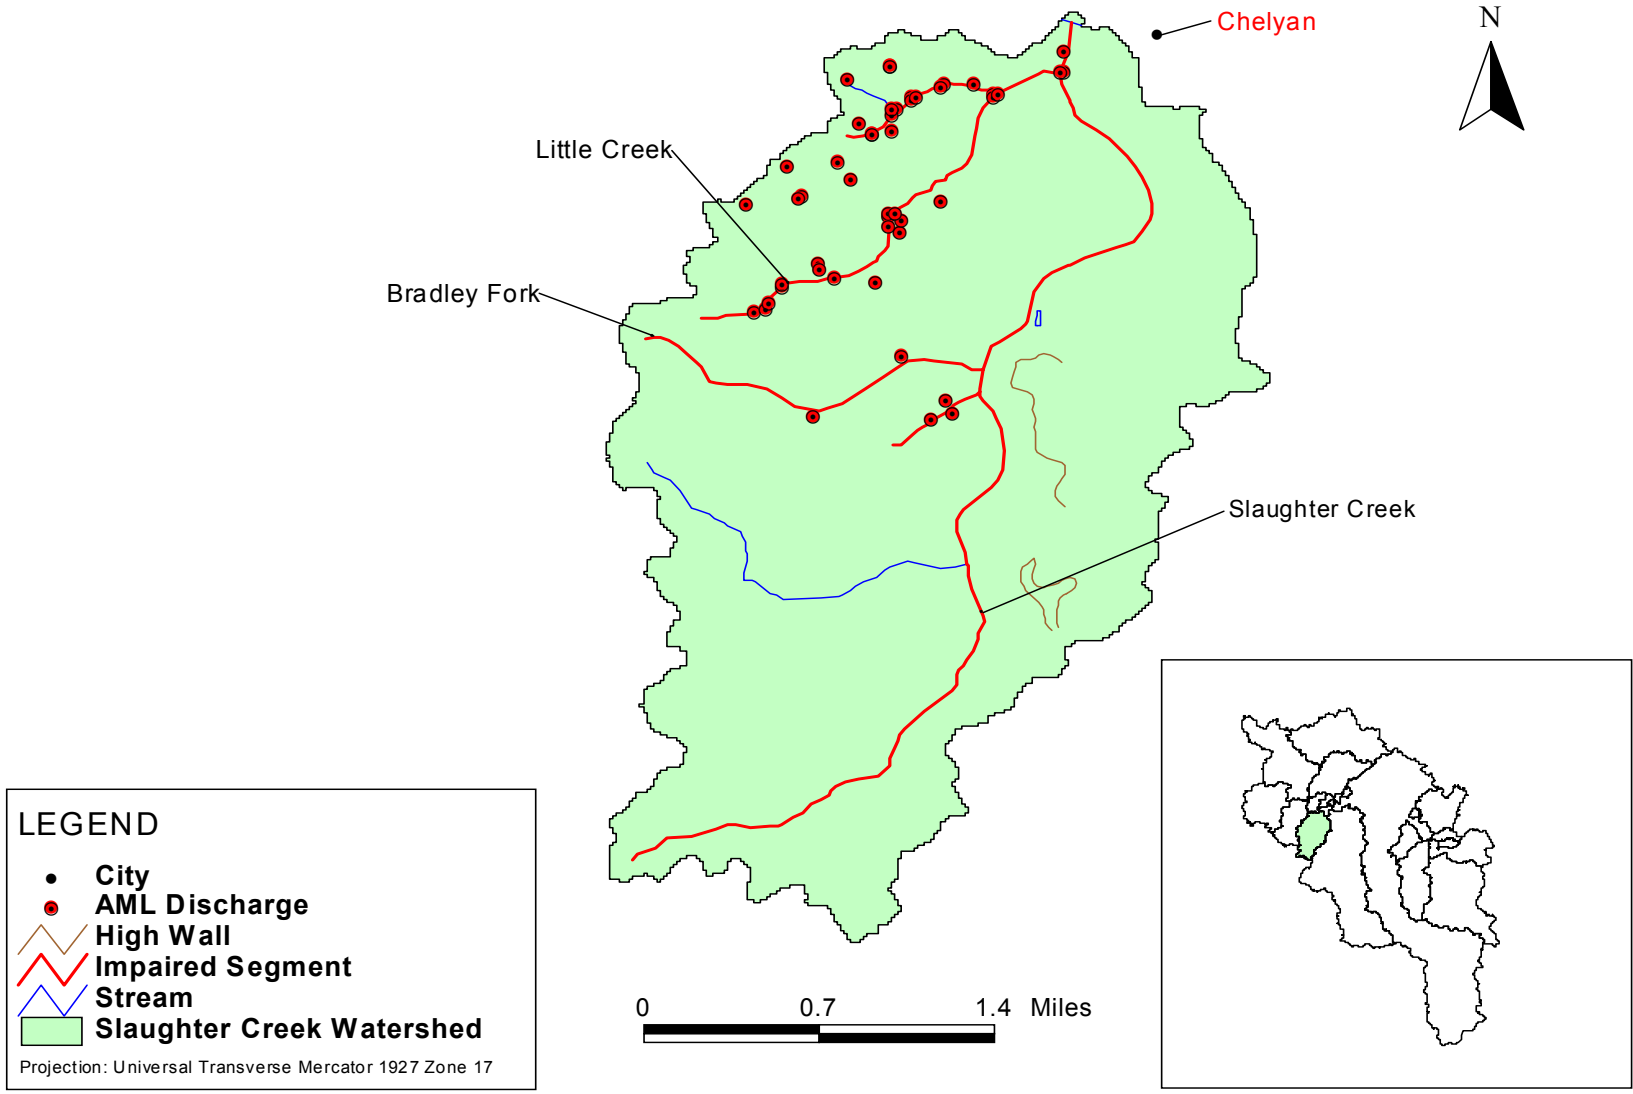 Chelyan
N
Little Creek
Bradley Fork
Slaughter Creek
LEGEND
City
AML Discharge
High Wall
Impaired Segment
Stream
Slaughter Creek Watershed
Projection: Universal Transverse Mercator 1927 Zone 17
0 0.7 1.4 Miles